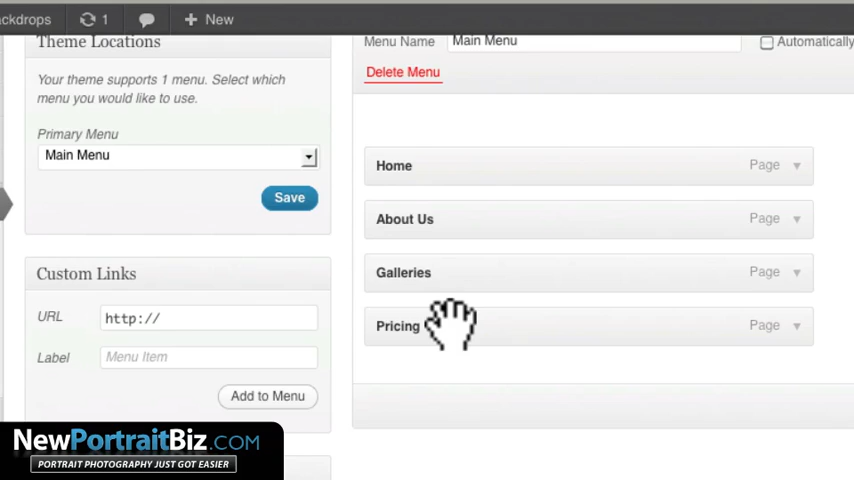 ckdrops 1 New
Theme Locations
Your theme supports 1 menu. Select which
menu you would like to use.
Primary Menu
Main Menu
Save
Custom Links
URL http://
Label Menu Item
Add to Menu
Menu Name Main Menu Automatically
Delete Menu
Home Page
About Us Page
Galleries Page
Pricing Page
NewPortraitBiz.COM
PORTRAIT PHOTOGRAPHY JUST GOT EASIER